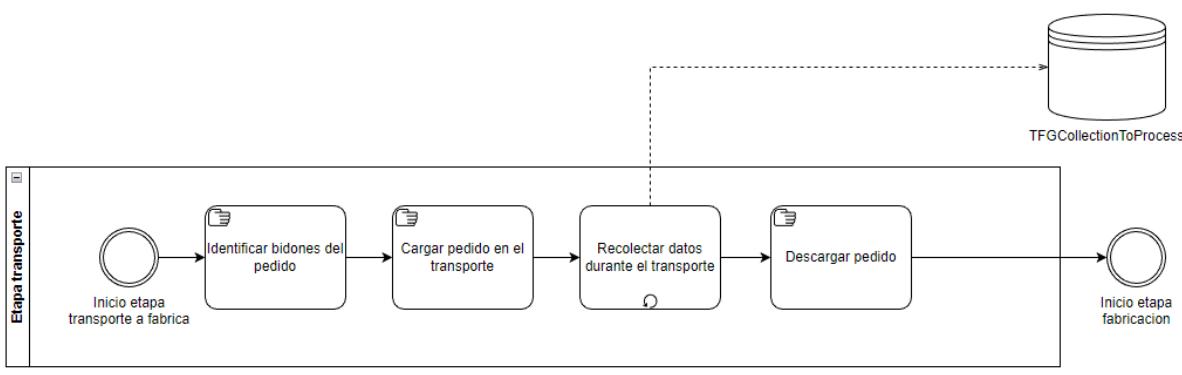 TFGCollectionToProcess
Etapa transporte
Identificar bidones del
pedido
Cargar pedido en el
transporte
Recolectar datos
durante el transporte
Descargar pedido
Inicio etapa
transporte a fabrica
Inicio etapa
fabricacion